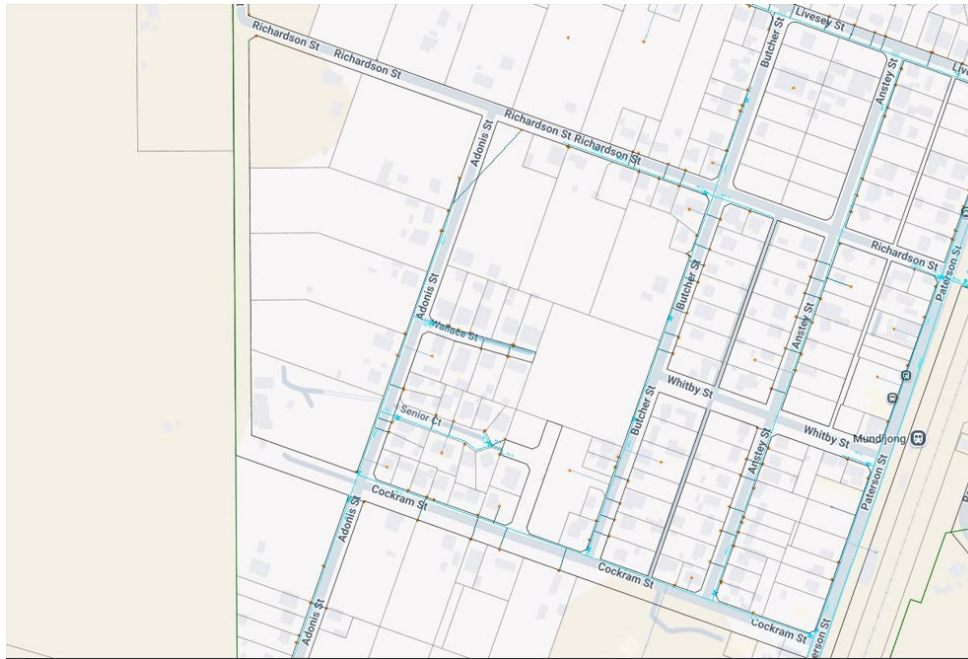 Livesey St
Richardson St
Richardson St
Butcher St
Anstey St
Adonis St
Richardson St Richardson St
Richardson St
Paterson St
Adonis St
Butcher St
Anstey St
Wallace St
Whitby St
Butcher St
Senior Ct
Whitby St
Mundijong
Anstey St
Paterson St
Cockram St
Adonis St
Cockram St
Adonis St
Cockram St